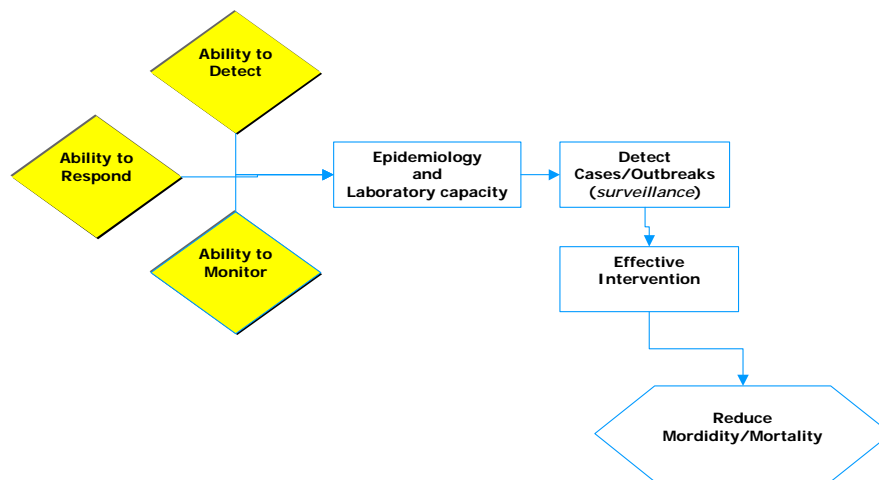 Ability to
Detect
Ability to
Respond
Ability to
Monitor
Epidemiology
and
Laboratory capacity
Detect
Cases/Outbreaks
(surveillance)
Effective
Intervention
Reduce
Mordidity/Mortality